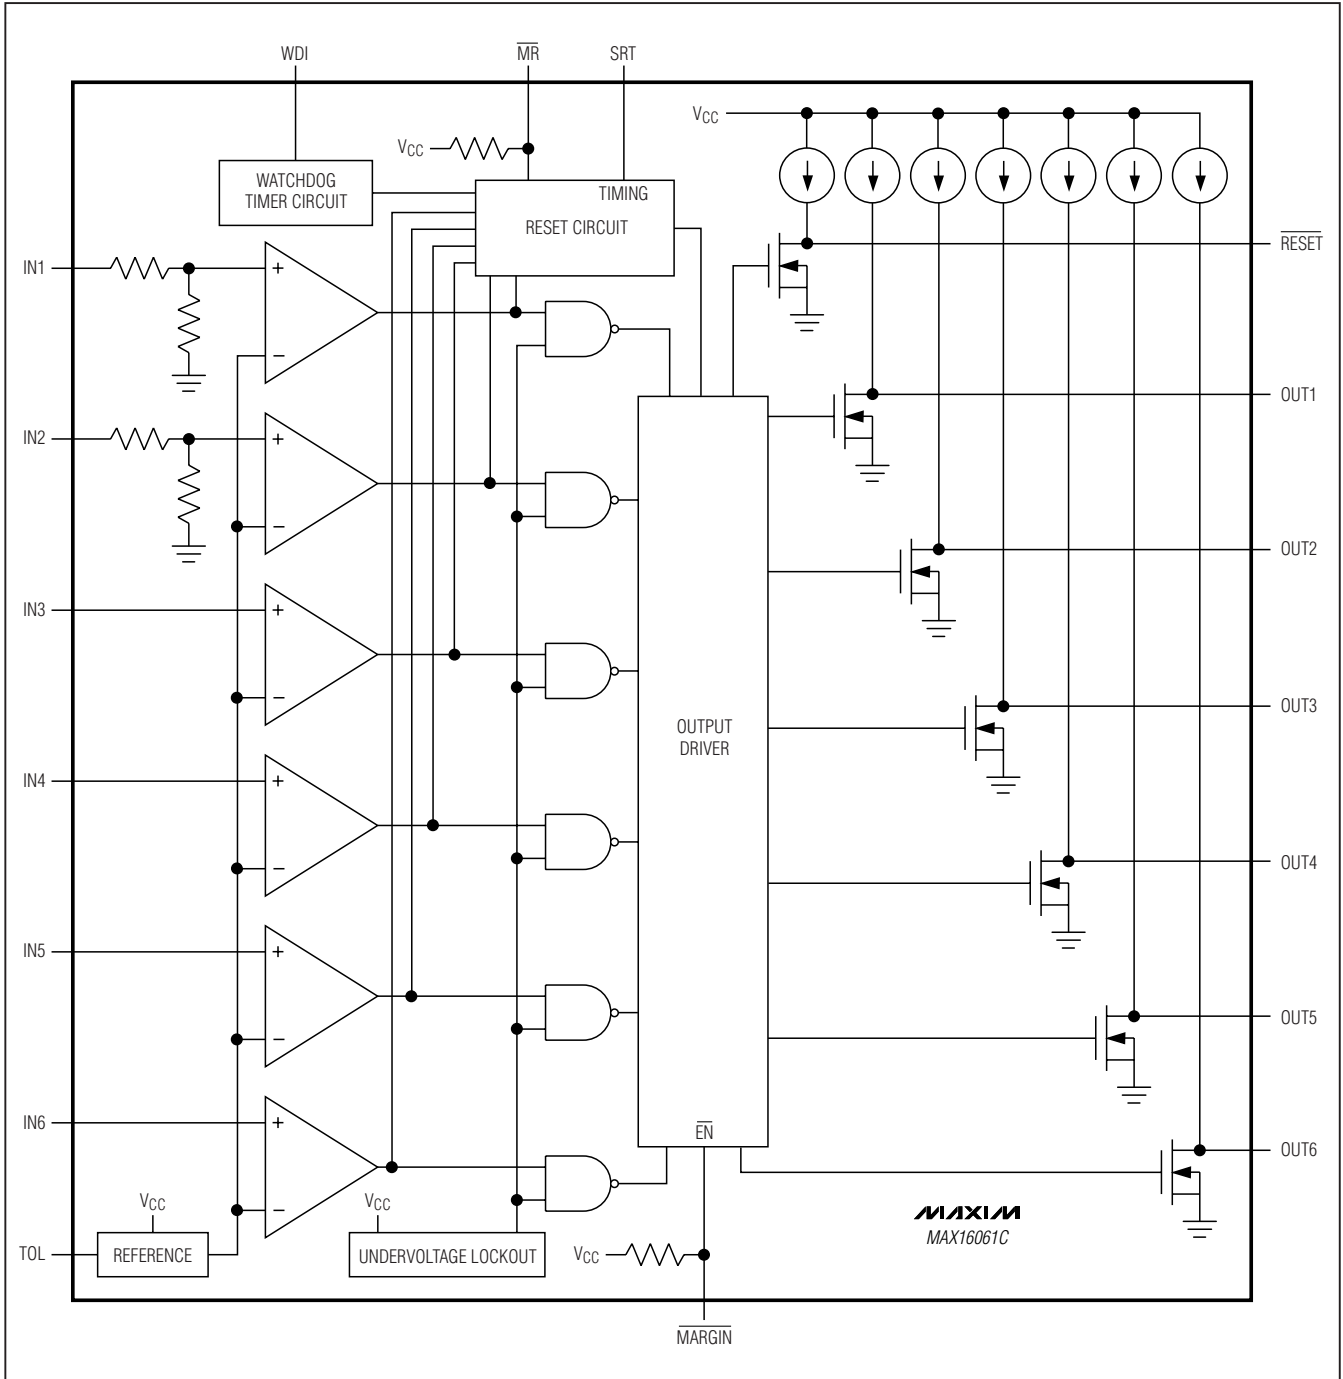 WDI
MR
SRT
VCC
VCC
WATCHDOG
TIMER CIRCUIT
TIMING
RESET CIRCUIT
RESET
IN1
+
−
OUT1
IN2
+
−
OUT2
IN3
+
−
OUT3
OUTPUT
DRIVER
IN4
+
−
OUT4
IN5
+
−
OUT5
IN6
+
−
EN
OUT6
VCC
VCC
MAXIM
MAX16061C
TOL
REFERENCE
UNDERVOLTAGE LOCKOUT
VCC
MARGIN